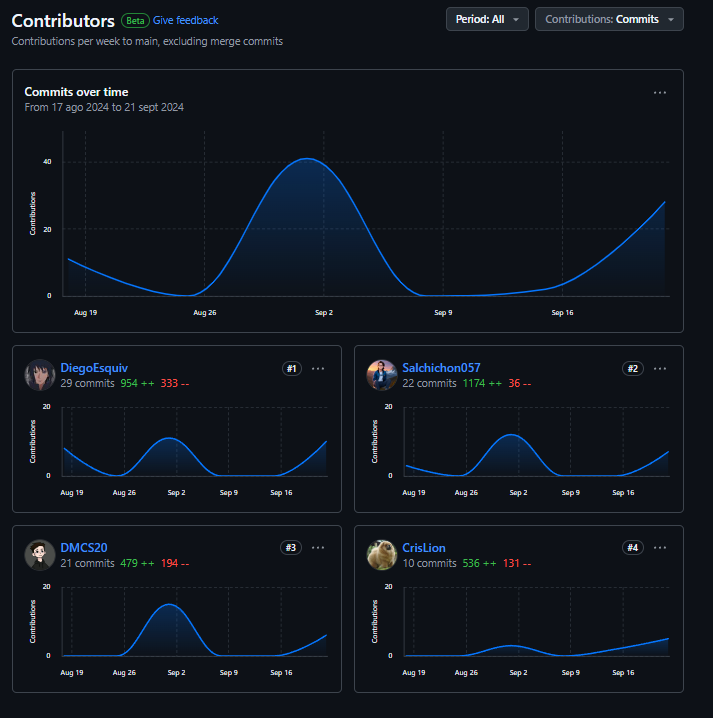 Contributors Beta Give feedback
Period: All
Contributions: Commits
Contributions per week to main, excluding merge commits
Commits over time
From 17 ago 2024 to 21 sept 2024
Contributions
40
20
0
Aug 19 Aug 26 Sep 2 Sep 9 Sep 16
DiegoEsquiv #1
29 commits 954 ++ 333 --
Contributions
20
0
Aug 19 Aug 26 Sep 2 Sep 9 Sep 16
Salchichon057 #2
22 commits 1174 ++ 36 --
Contributions
20
0
Aug 19 Aug 26 Sep 2 Sep 9 Sep 16
DMCS20 #3
21 commits 479 ++ 194 --
Contributions
20
0
Aug 19 Aug 26 Sep 2 Sep 9 Sep 16
CrisLion #4
10 commits 536 ++ 131 --
Contributions
20
0
Aug 19 Aug 26 Sep 2 Sep 9 Sep 16